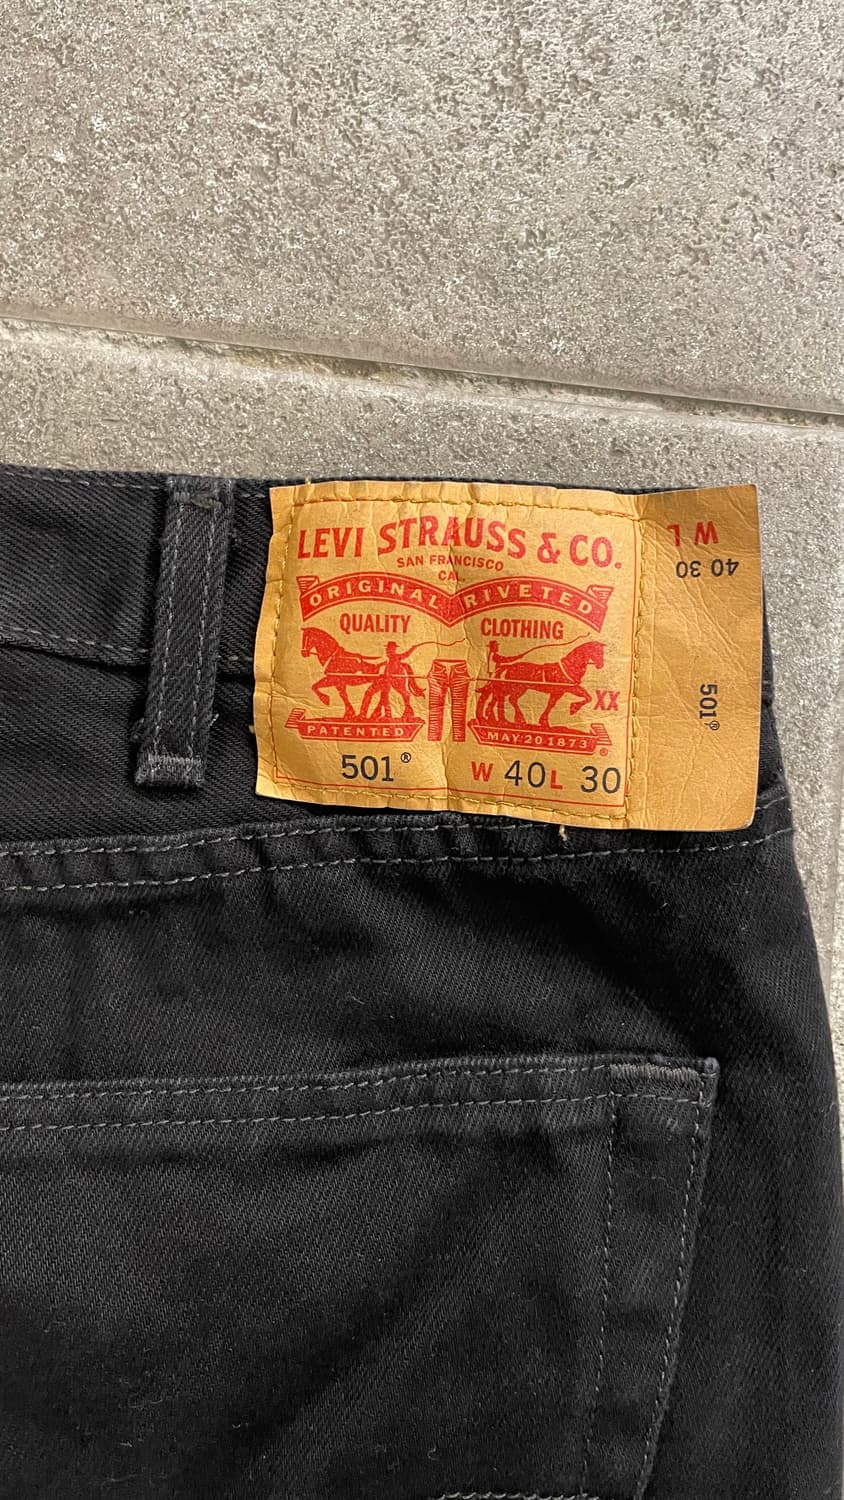 LEVI STRAUSS & CO.
SAN FRANCISCO
CAL.
ORIGINAL RIVETED
QUALITY CLOTHING
XX
PATENTED MAY 20 1873 ®
501® W 40 L 30
W L
40 30
501®